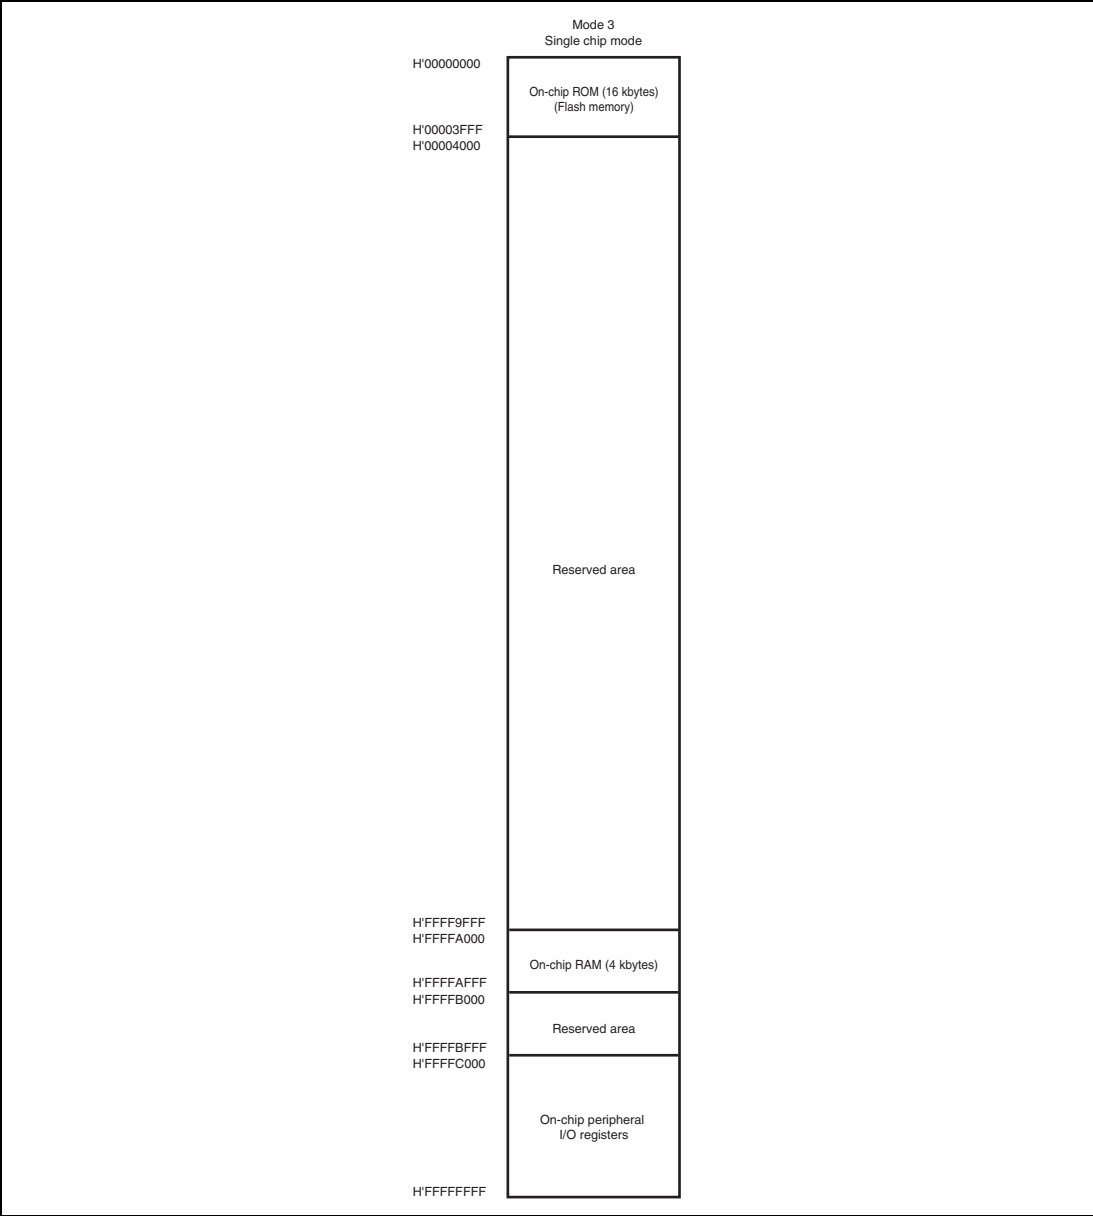 Mode 3
Single chip mode
H'00000000
On-chip ROM (16 kbytes)
(Flash memory)
H'00003FFF
H'00004000
Reserved area
H'FFFF9FFF
H'FFFFA000
On-chip RAM (4 kbytes)
H'FFFFAFFF
H'FFFFB000
Reserved area
H'FFFFBFFF
H'FFFFC000
On-chip peripheral
I/O registers
H'FFFFFFFF